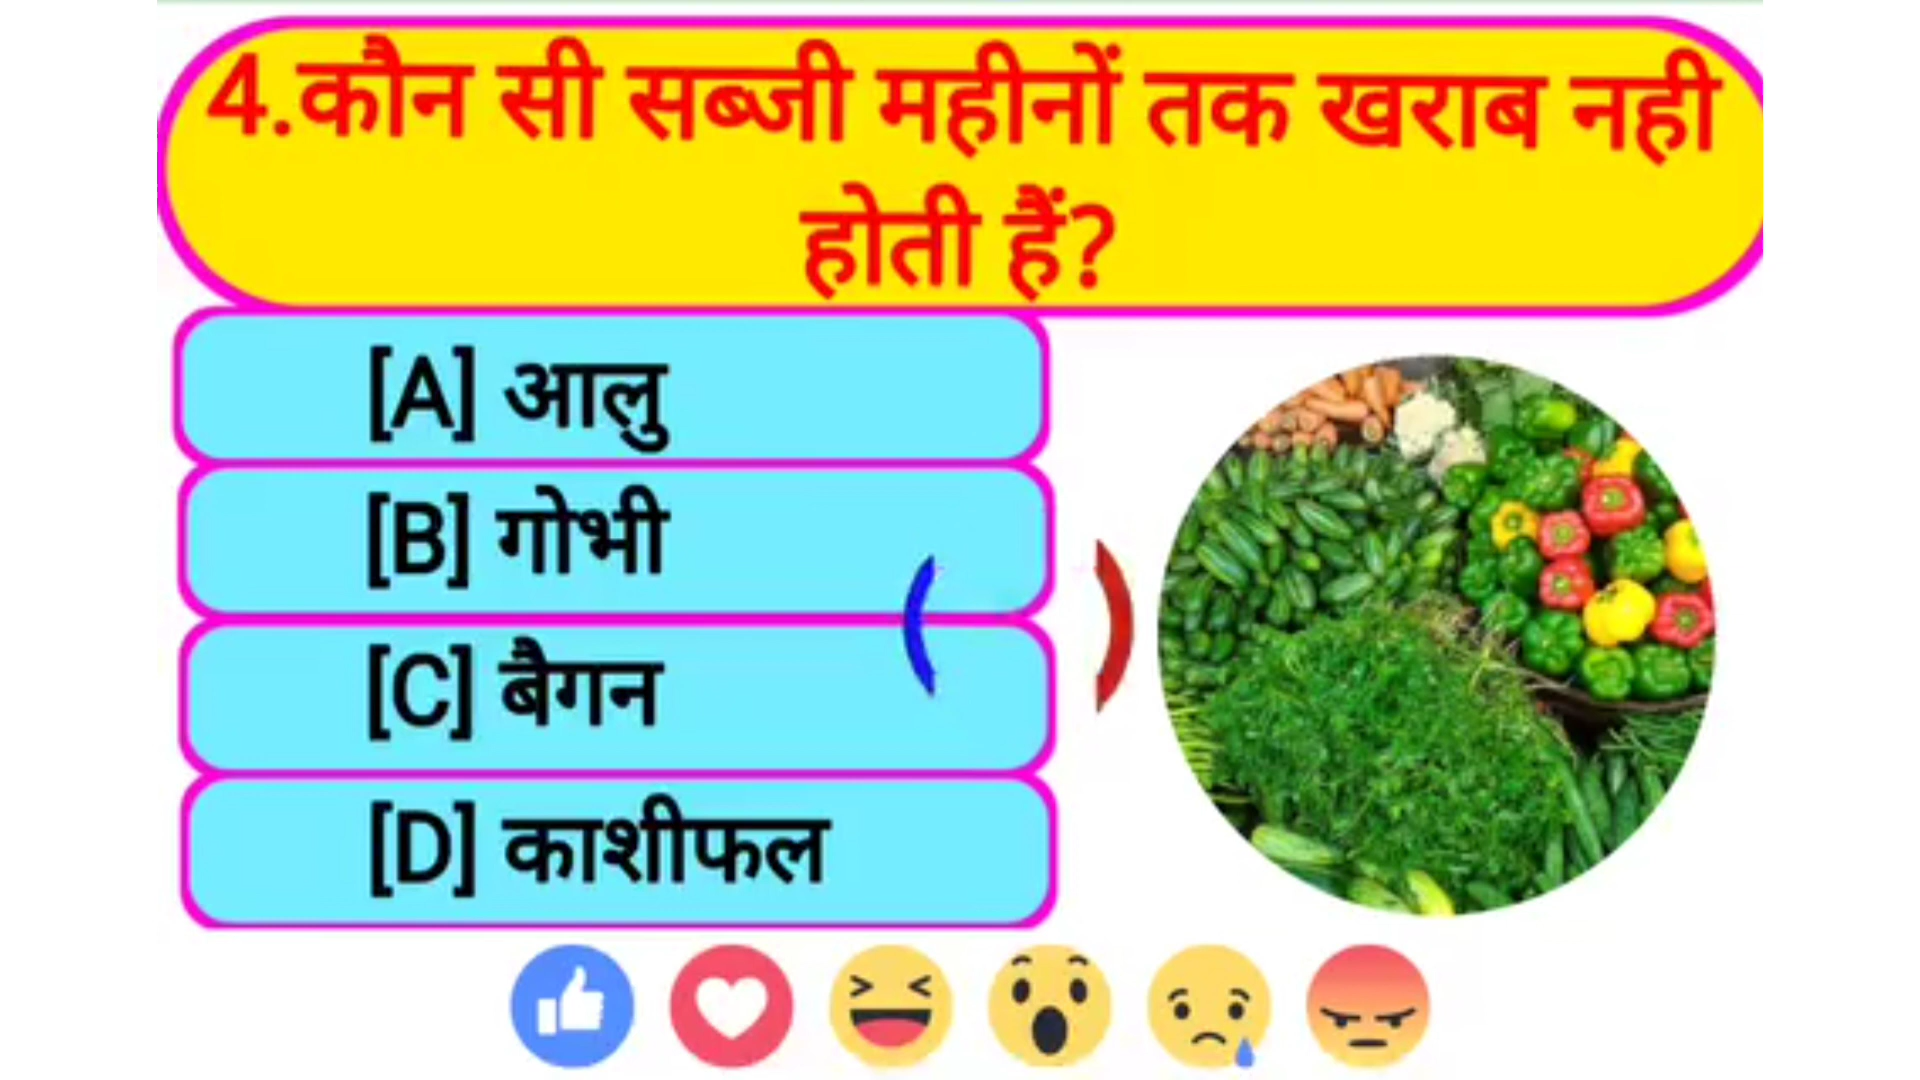 4.कौन सी सब्जी महीनों तक खराब नही
होती हैं?
[A] आलु
[B] गोभी
[C] बैगन
[D] काशीफल